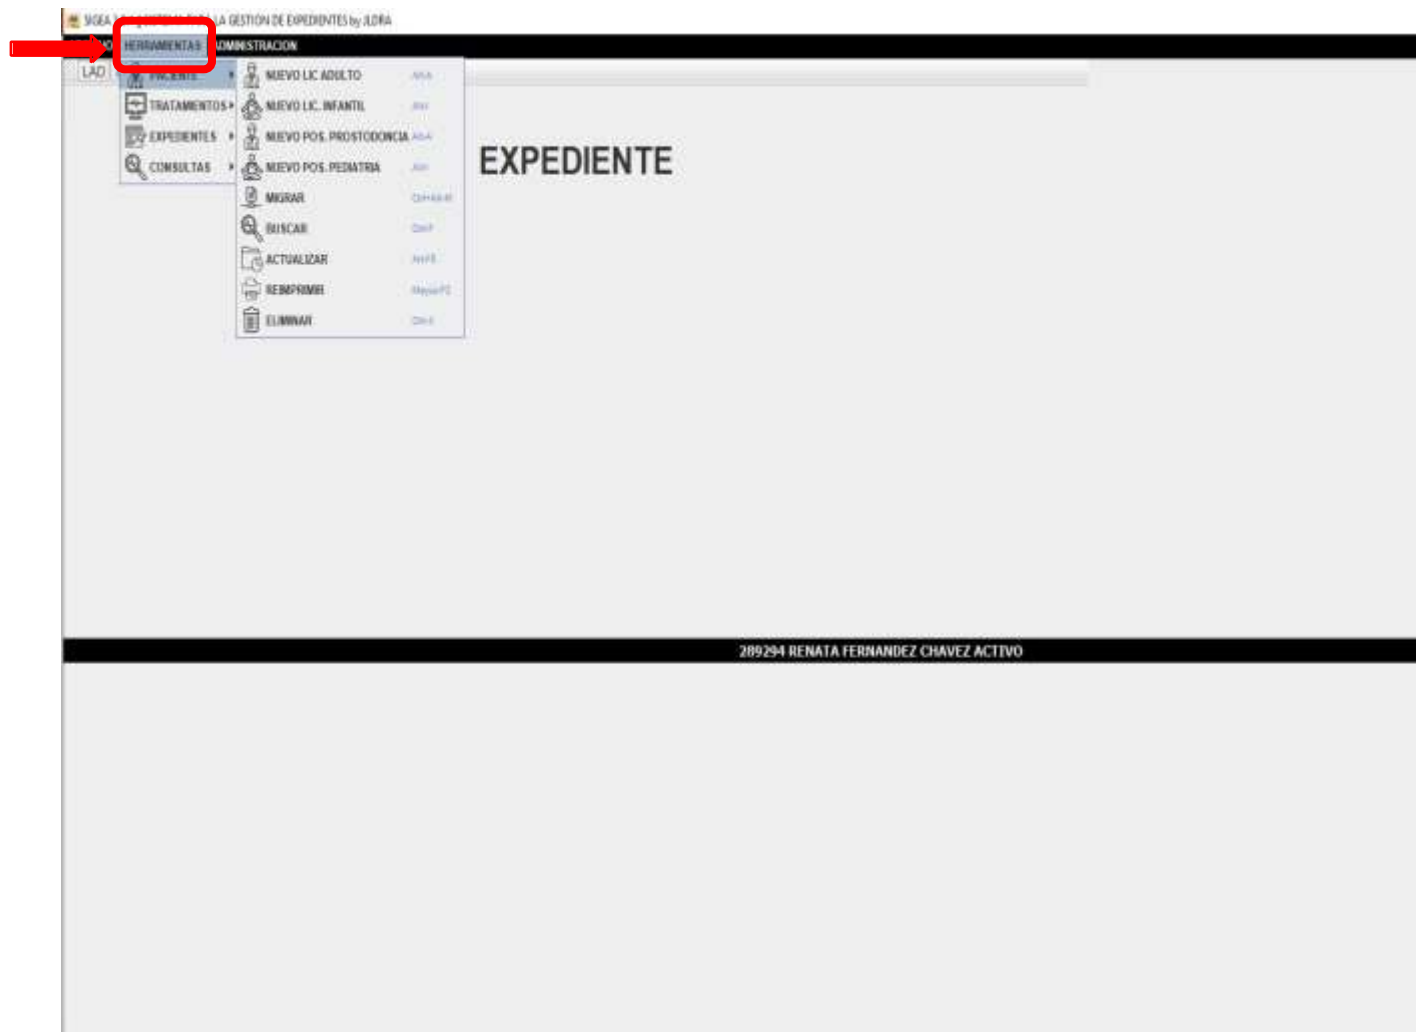 SIGEA LA GESTION DE EXPEDIENTES by JLDRA
HERRAMIENTAS ADMINISTRACION
LAD
PACIENTE
TRATAMIENTOS
EXPEDIENTES
CONSULTAS
NUEVO LIC ADULTO
NUEVO LIC. INFANTIL
NUEVO POS. PROSTODONCIA
NUEVO POS. PEDIATRIA
MIGRAR
BUSCAR
ACTUALIZAR
REIMPRIMIR
ELIMINAR
EXPEDIENTE
289294 RENATA FERNANDEZ CHAVEZ ACTIVO